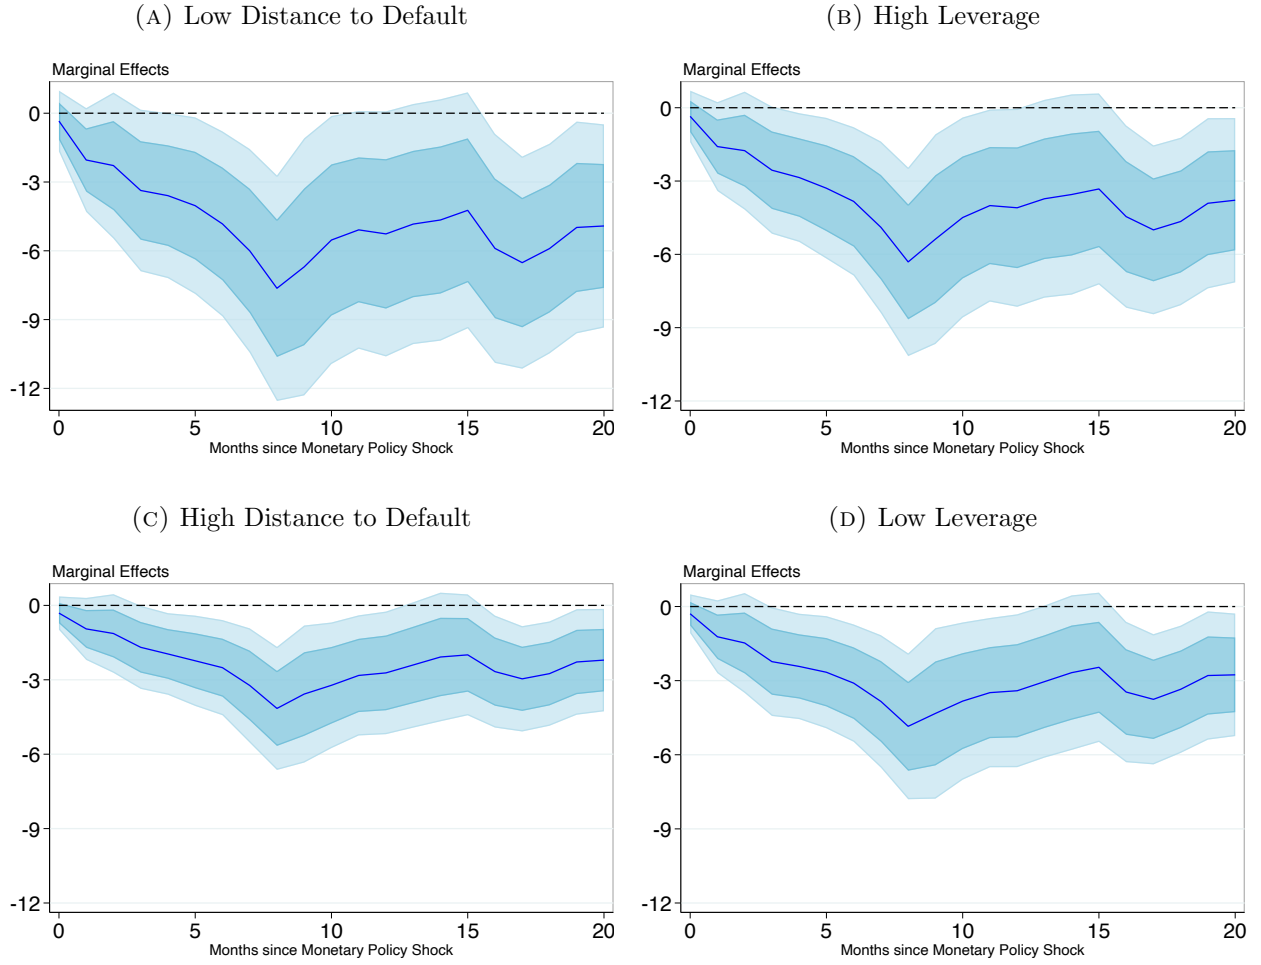 (A) Low Distance to Default
Marginal Effects
0
-3
-6
-9
-12
0 5 10 15 20
Months since Monetary Policy Shock
(B) High Leverage
Marginal Effects
0
-3
-6
-9
-12
0 5 10 15 20
Months since Monetary Policy Shock
(C) High Distance to Default
Marginal Effects
0
-3
-6
-9
-12
0 5 10 15 20
Months since Monetary Policy Shock
(D) Low Leverage
Marginal Effects
0
-3
-6
-9
-12
0 5 10 15 20
Months since Monetary Policy Shock